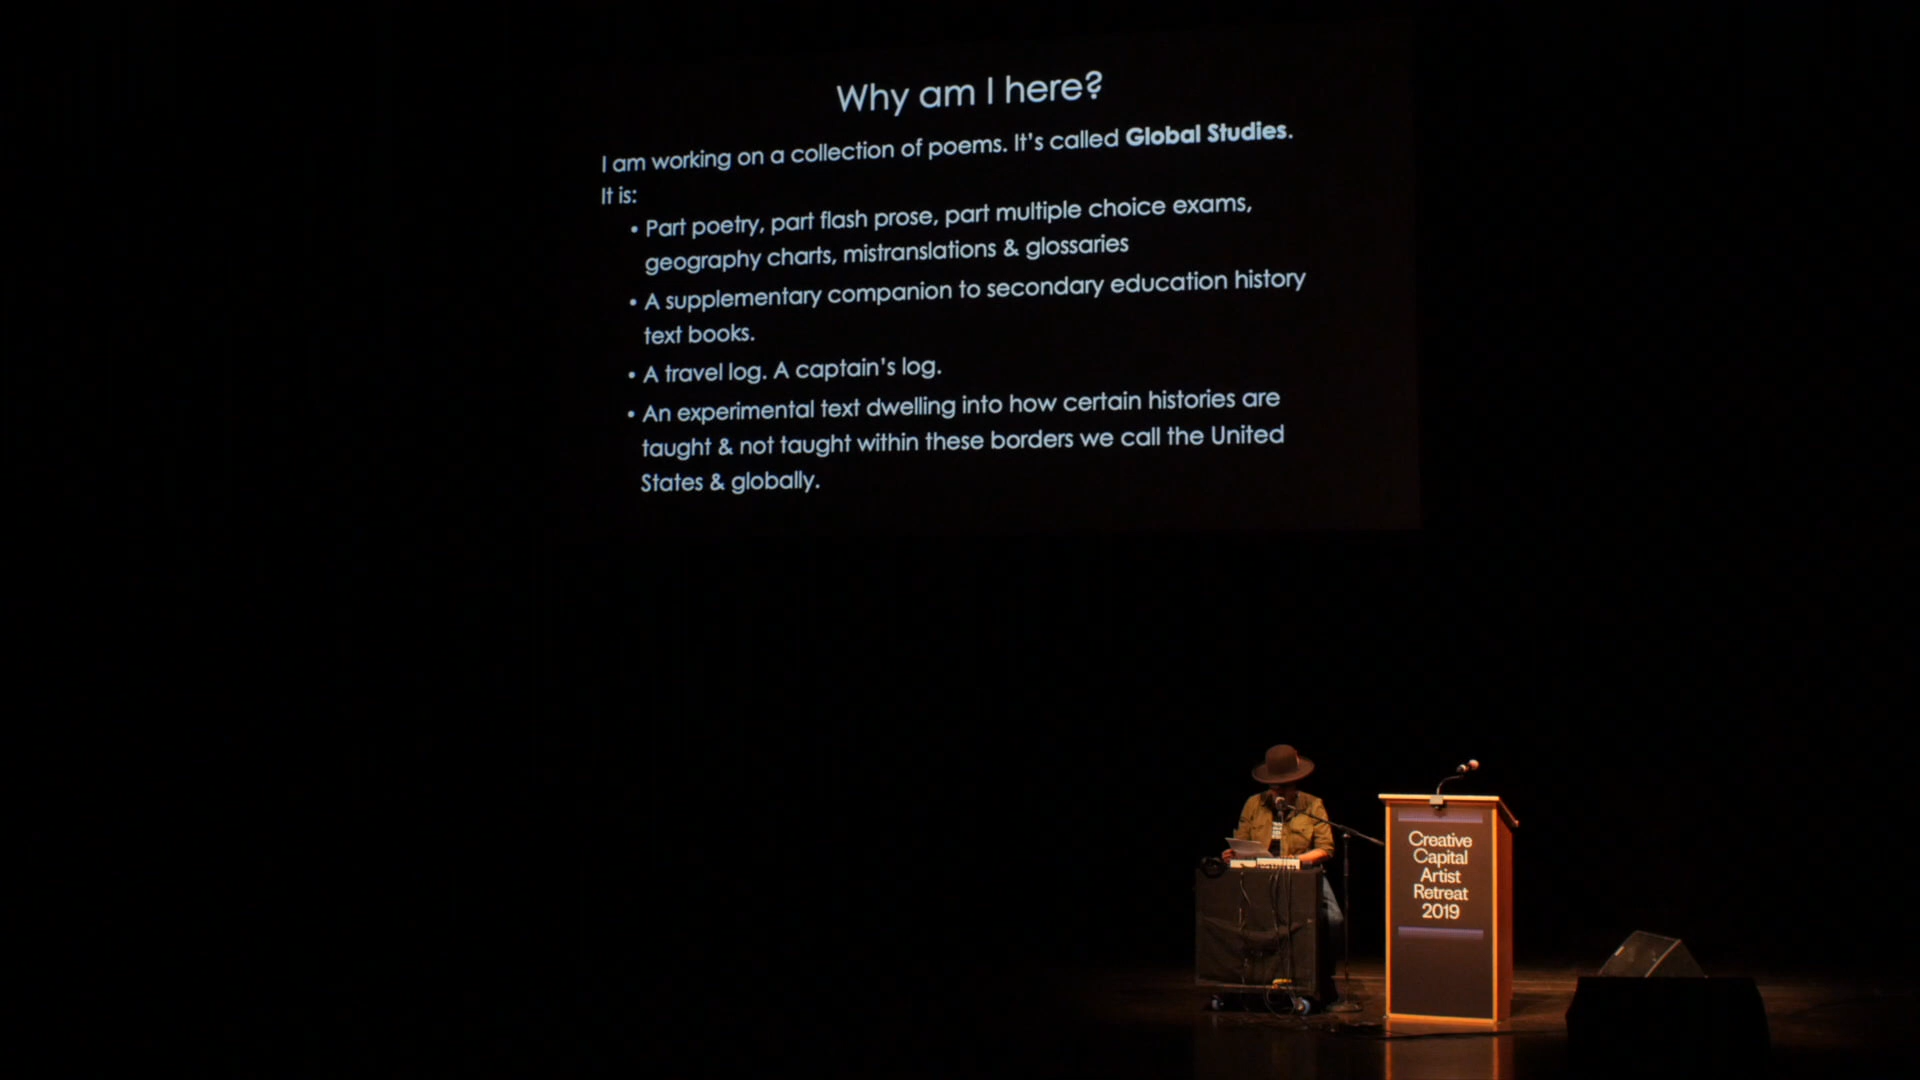 Why am I here?
I am working on a collection of poems. It's called Global Studies.
It is:
• Part poetry, part flash prose, part multiple choice exams,
geography charts, mistranslations & glossaries
• A supplementary companion to secondary education history
text books.
• A travel log. A captain's log.
• An experimental text dwelling into how certain histories are
taught & not taught within these borders we call the United
States & globally.
Creative
Capital
Artist
Retreat
2019